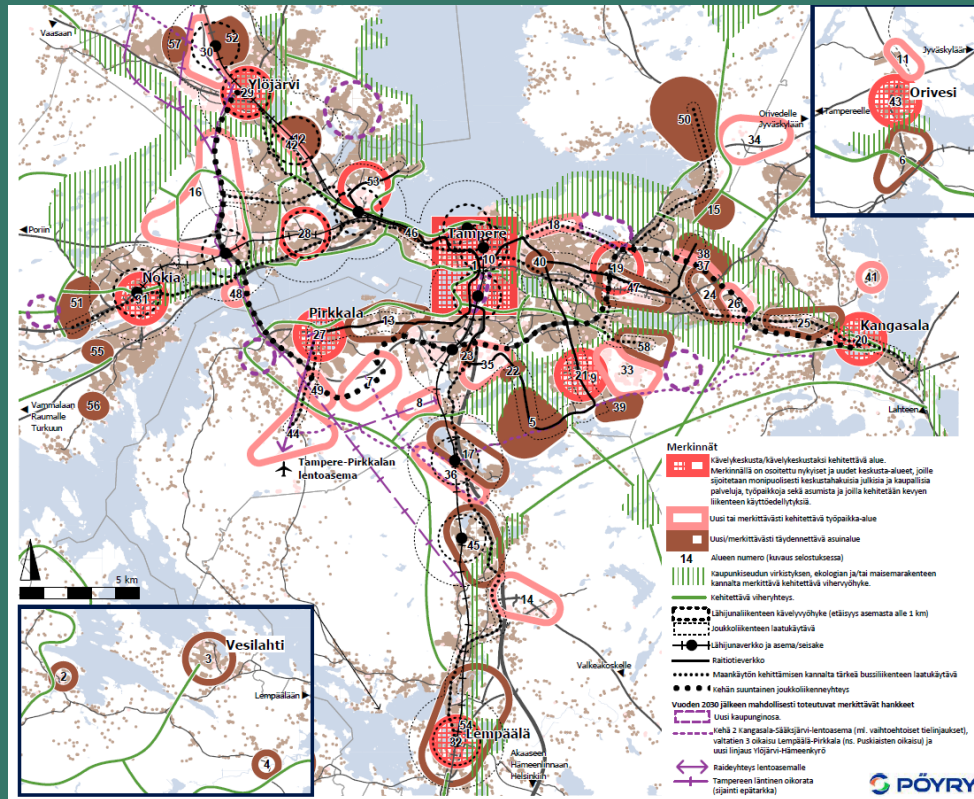 Vaasaan
57
52
30
Ylöjärvi
29
12
42
53
16
28
46
Poriin
Nokia
51
31
48
55
56
Vammalaan
Raumalle
Turkuun
Pirkkala
27
13
49
7
8
44
Tampere-Pirkkalan
lentoasema
Tampere
10
1
18
40
19
47
23
35
22
5
21
9
33
58
39
50
Orivedelle
Jyväskylään
34
15
38
37
24
26
25
41
Kangasala
20
Lahteen
17
36
45
14
Valkeakoskelle
54
32
Lempäälä
Akaaseen
Hämeenlinnaan
Helsinkiin
5 km
Jyväskylään
11
Orivesi
43
Tampereelle
6
Vesilahti
2
3
4
Lempäälään
Merkinnät
Kävelykeskusta/kävelykeskustaksi kehitettävä alue.
Merkinnällä on osoitettu nykyiset ja uudet keskusta-alueet, joille
sijoitetaan monipuolisesti keskustahakuisia julkisia ja kaupallisia
palveluja, työpaikkoja sekä asumista ja joilla kehitetään kevyen
liikenteen käyttöedellytyksiä.
Uusi tai merkittävästi kehitettävä työpaikka-alue
Uusi/merkittävästi täydennettävä asuinalue
14 Alueen numero (kuvaus selostuksessa)
Kaupunkiseudun virkistyksen, ekologian ja/tai maisemarakenteen
kannalta merkittävä kehitettävä vihervyöhyke.
Kehitettävä viheryhteys.
Lähijunaliikenteen kävelyvyöhyke (etäisyys asemasta alle 1 km)
Joukkoliikenteen laatukäytävä
Lähijunaverkko ja asema/seisake
Raitiotieverkko
Maankäytön kehittämisen kannalta tärkeä bussiliikenteen laatukäytävä
Kehän suuntainen joukkoliikenneyhteys
Vuoden 2030 jälkeen mahdollisesti toteutuvat merkittävät hankkeet
Uusi kaupunginosa.
Kehä 2 Kangasala-Sääksjärvi-lentoasema (ml. vaihtoehtoiset tielinjaukset),
valtatien 3 oikaisu Lempäälä-Pirkkala (ns. Puskiaisten oikaisu) ja
uusi linjaus Ylöjärvi-Hämeenkyrö
Raideyhteys lentoasemalle
Tampereen läntinen oikorata
(sijainti epätarkka)
PÖYRY